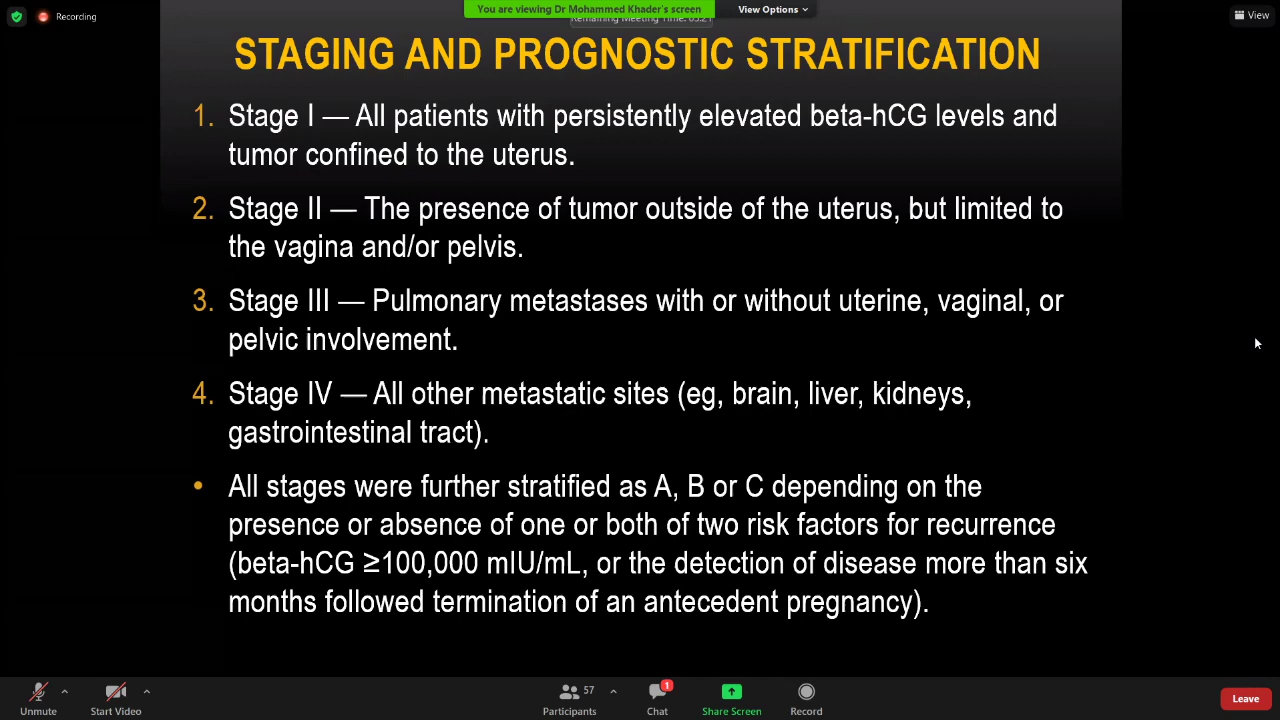 You are viewing Dr Mohammed Khader's screen
View Options
Recording
Remaining Meeting Time: 05:21
View
STAGING AND PROGNOSTIC STRATIFICATION
1. Stage I — All patients with persistently elevated beta-hCG levels and
tumor confined to the uterus.
2. Stage II — The presence of tumor outside of the uterus, but limited to
the vagina and/or pelvis.
3. Stage III — Pulmonary metastases with or without uterine, vaginal, or
pelvic involvement.
4. Stage IV — All other metastatic sites (eg, brain, liver, kidneys,
gastrointestinal tract).
• All stages were further stratified as A, B or C depending on the
presence or absence of one or both of two risk factors for recurrence
(beta-hCG ≥100,000 mIU/mL, or the detection of disease more than six
months followed termination of an antecedent pregnancy).
Unmute
Start Video
57
Participants
1
Chat
Share Screen
Record
Leave